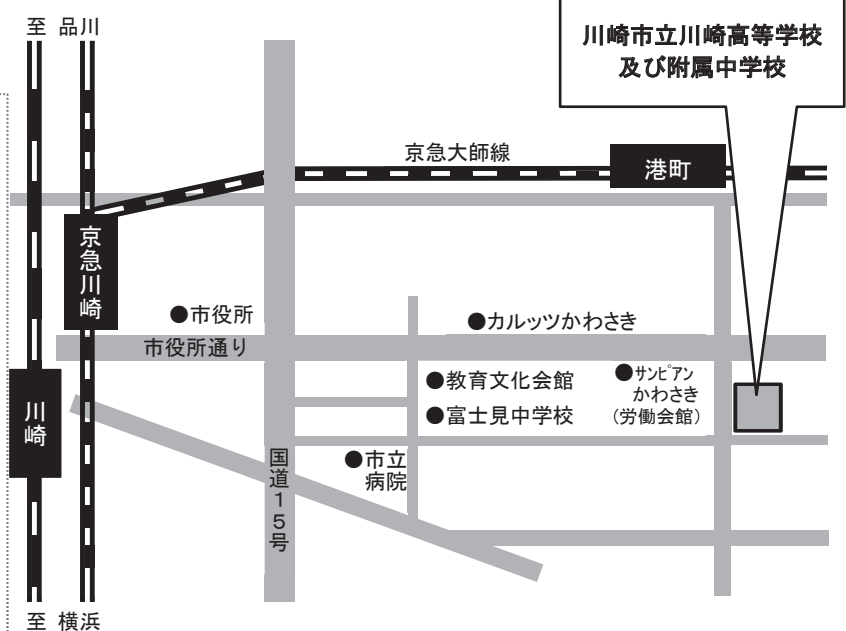 至 品川
川崎市立川崎高等学校
及び附属中学校
京急大師線
港町
京急川崎
●市役所
●カルッツかわさき
市役所通り
●教育文化会館
●サンピアン
かわさき
(労働会館)
●富士見中学校
川崎
●市立
病院
国道15号
至 横浜